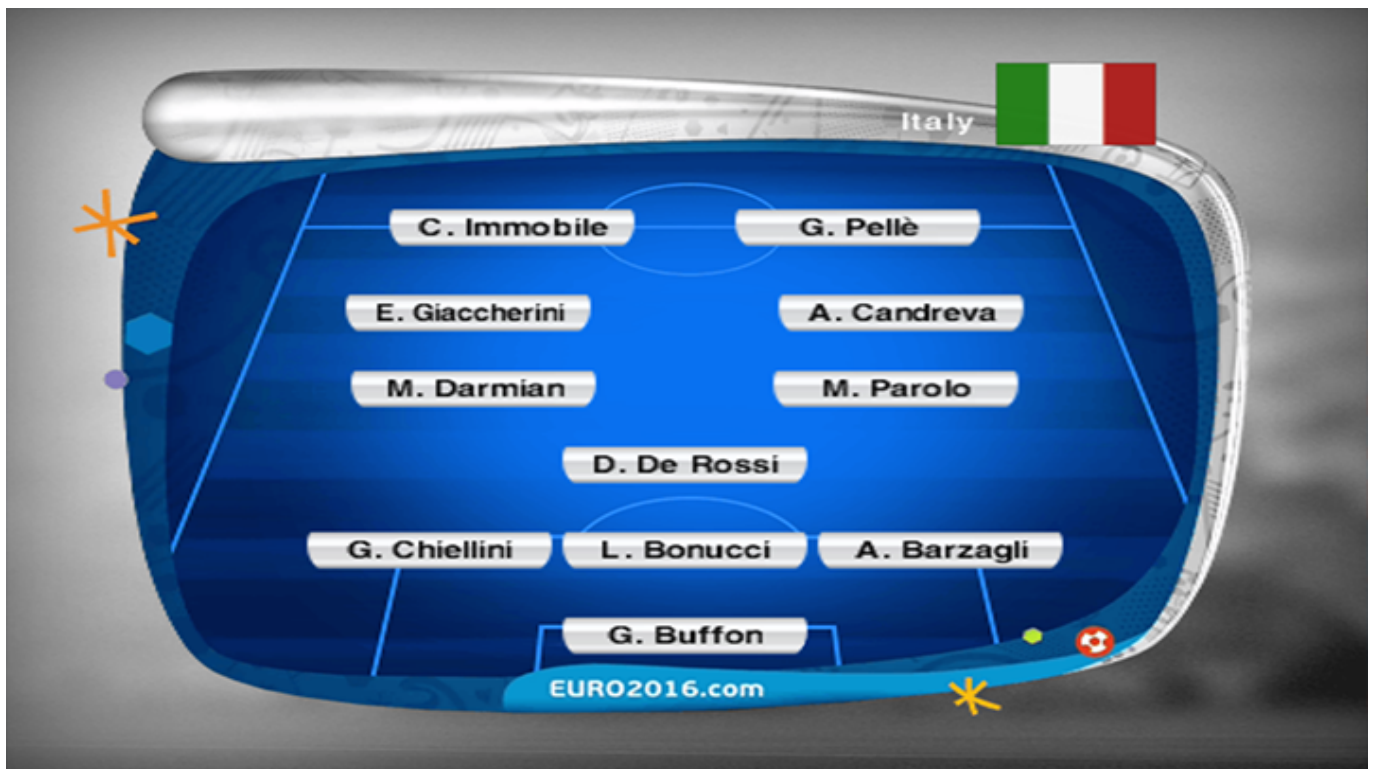 Italy
C. Immobile
G. Pellè
E. Giaccherini
A. Candreva
M. Darmian
M. Parolo
D. De Rossi
G. Chiellini
L. Bonucci
A. Barzagli
G. Buffon
EURO2016.com